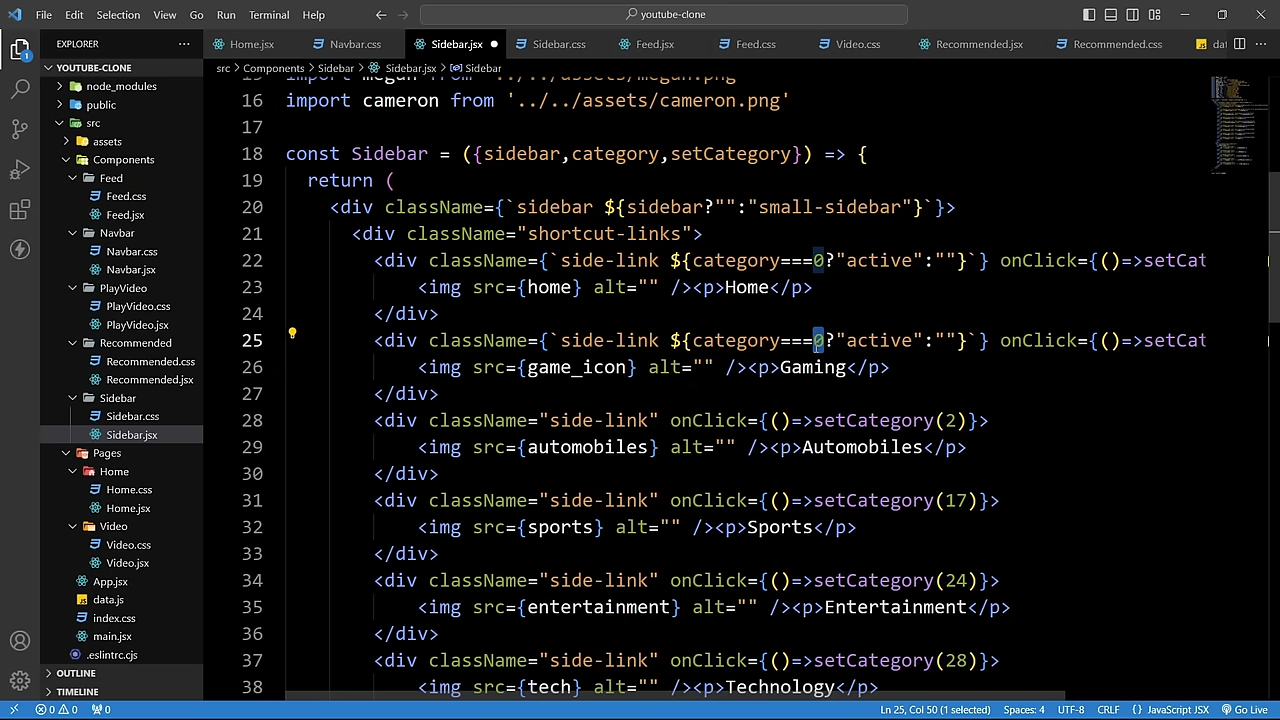 File Edit Selection View Go Run Terminal Help
youtube-clone
EXPLORER
Home.jsx Navbar.css Sidebar.jsx Sidebar.css Feed.jsx Feed.css Video.css Recommended.jsx Recommended.css
YOUTUBE-CLONE
src > Components > Sidebar > Sidebar.jsx > Sidebar
node_modules
public
src
assets
Components
Feed
Feed.css
Feed.jsx
Navbar
Navbar.css
Navbar.jsx
PlayVideo
PlayVideo.css
PlayVideo.jsx
Recommended
Recommended.css
Recommended.jsx
Sidebar
Sidebar.css
Sidebar.jsx
Pages
Home
Home.css
Home.jsx
Video
Video.css
Video.jsx
App.jsx
data.js
index.css
main.jsx
.eslintrc.cjs
OUTLINE
TIMELINE
15 import megan from '../../assets/megan.png'
16 import cameron from '../../assets/cameron.png'
17
18 const Sidebar = ({sidebar,category,setCategory}) => {
19 return (
20 <div className={`sidebar ${sidebar?"":"small-sidebar"}`}>
21 <div className="shortcut-links">
22 <div className={`side-link ${category===0?"active":""}`} onClick={()=>setCat
23 <img src={home} alt="" /><p>Home</p>
24 </div>
25 <div className={`side-link ${category===0?"active":""}`} onClick={()=>setCat
26 <img src={game_icon} alt="" /><p>Gaming</p>
27 </div>
28 <div className="side-link" onClick={()=>setCategory(2)}>
29 <img src={automobiles} alt="" /><p>Automobiles</p>
30 </div>
31 <div className="side-link" onClick={()=>setCategory(17)}>
32 <img src={sports} alt="" /><p>Sports</p>
33 </div>
34 <div className="side-link" onClick={()=>setCategory(24)}>
35 <img src={entertainment} alt="" /><p>Entertainment</p>
36 </div>
37 <div className="side-link" onClick={()=>setCategory(28)}>
38 <img src={tech} alt="" /><p>Technology</p>
0 0 0 Ln 25, Col 50 (1 selected) Spaces: 4 UTF-8 CRLF {} JavaScript JSX Go Live